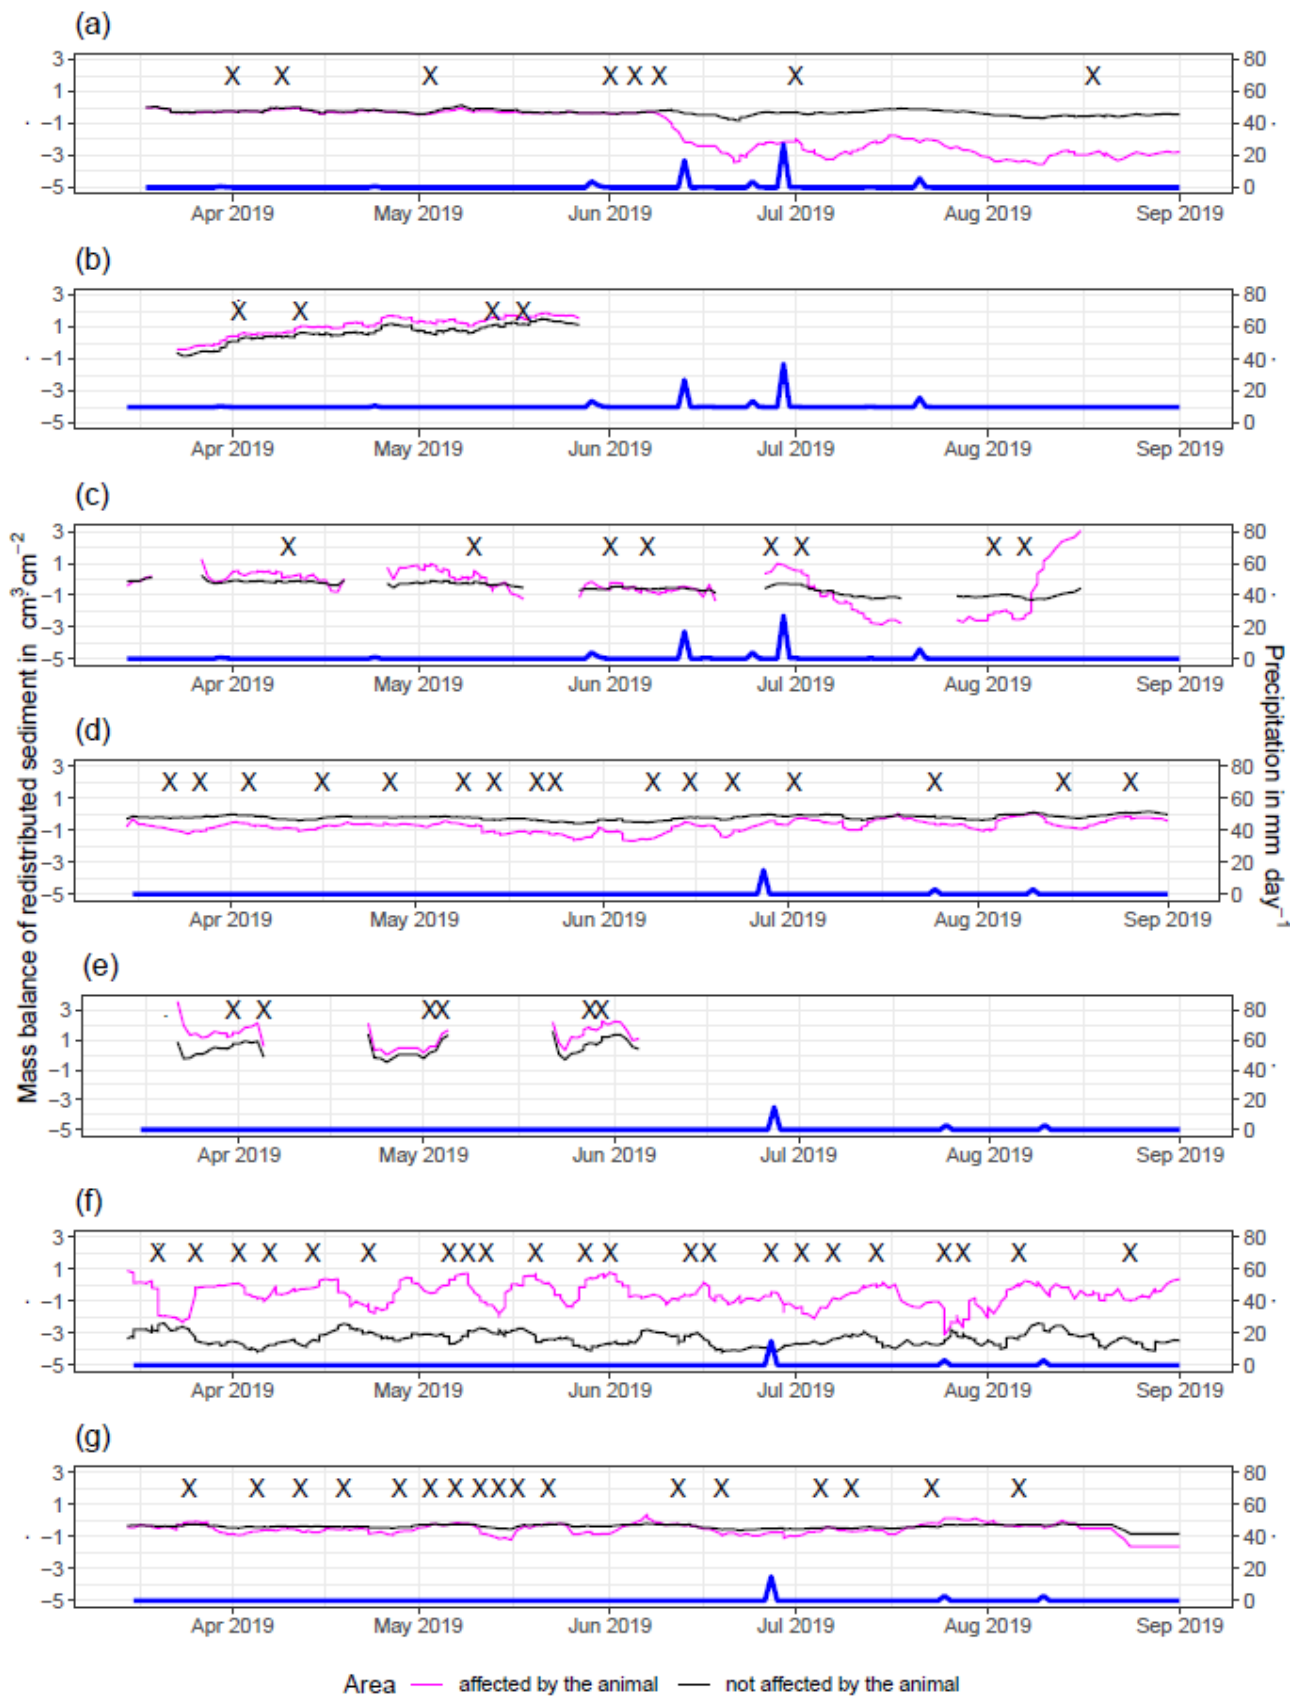 (a)
3
1
−1
−3
−5
80
60
40
20
0
X X X X X X X X
Apr 2019 May 2019 Jun 2019 Jul 2019 Aug 2019 Sep 2019
(b)
3
1
−1
−3
−5
80
60
40
20
0
X X X X
Apr 2019 May 2019 Jun 2019 Jul 2019 Aug 2019 Sep 2019
(c)
3
1
−1
−3
−5
80
60
40
20
0
X X X X X X X X
Apr 2019 May 2019 Jun 2019 Jul 2019 Aug 2019 Sep 2019
(d)
3
1
−1
−3
−5
80
60
40
20
0
X X X X X X X X X X X X X X X X
Apr 2019 May 2019 Jun 2019 Jul 2019 Aug 2019 Sep 2019
(e)
3
1
−1
−3
−5
80
60
40
20
0
X X X X X X
Apr 2019 May 2019 Jun 2019 Jul 2019 Aug 2019 Sep 2019
(f)
3
1
−1
−3
−5
80
60
40
20
0
X X X X X X X X X X X X X X X X X X X X X X
Apr 2019 May 2019 Jun 2019 Jul 2019 Aug 2019 Sep 2019
(g)
3
1
−1
−3
−5
80
60
40
20
0
X X X X X X X X X X X X X X X X X
Apr 2019 May 2019 Jun 2019 Jul 2019 Aug 2019 Sep 2019
Mass balance of redistributed sediment in cm³ cm⁻²
Precipitation in mm day⁻¹
Area affected by the animal not affected by the animal